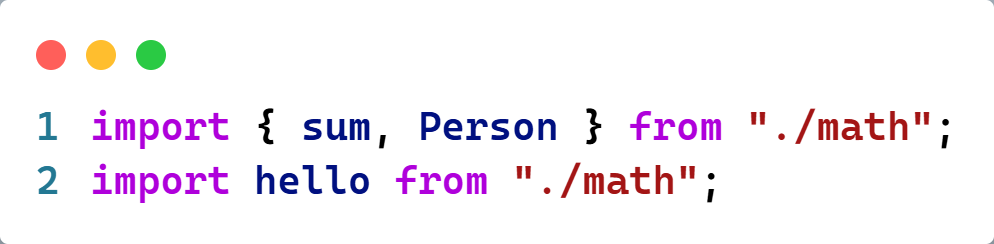 1 import { sum, Person } from "./math";
2 import hello from "./math";